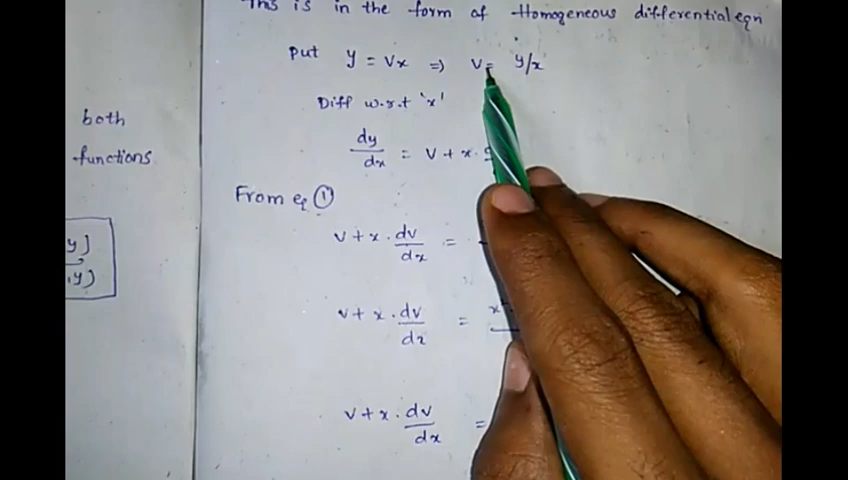 This is in the form of Homogeneous differential eqn
put y = vx => v = y/x
Diff w.r.t 'x'
both
functions
dy/dx = v + x.
From eq ①
v + x . dv/dx =
y]
,y)
v + x . dv/dx =
v + x . dv/dx =